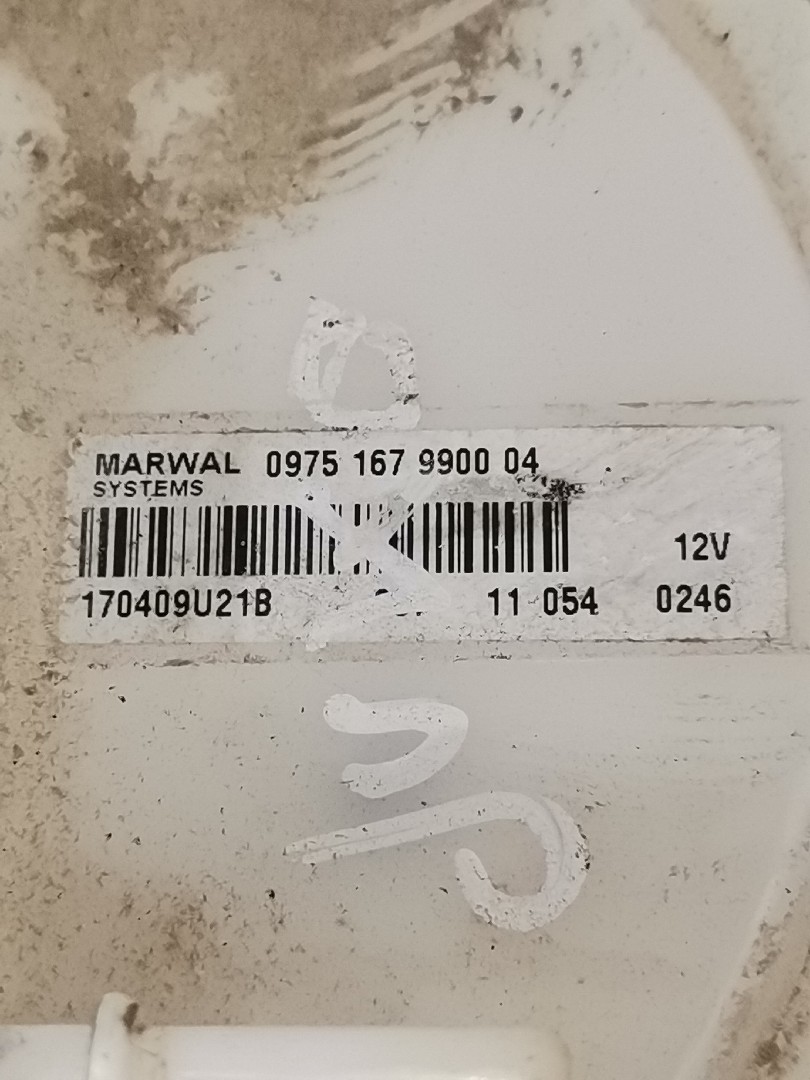 MARWAL 0975 167 9900 04
SYSTEMS
12V
170409U21B 11 054 0246